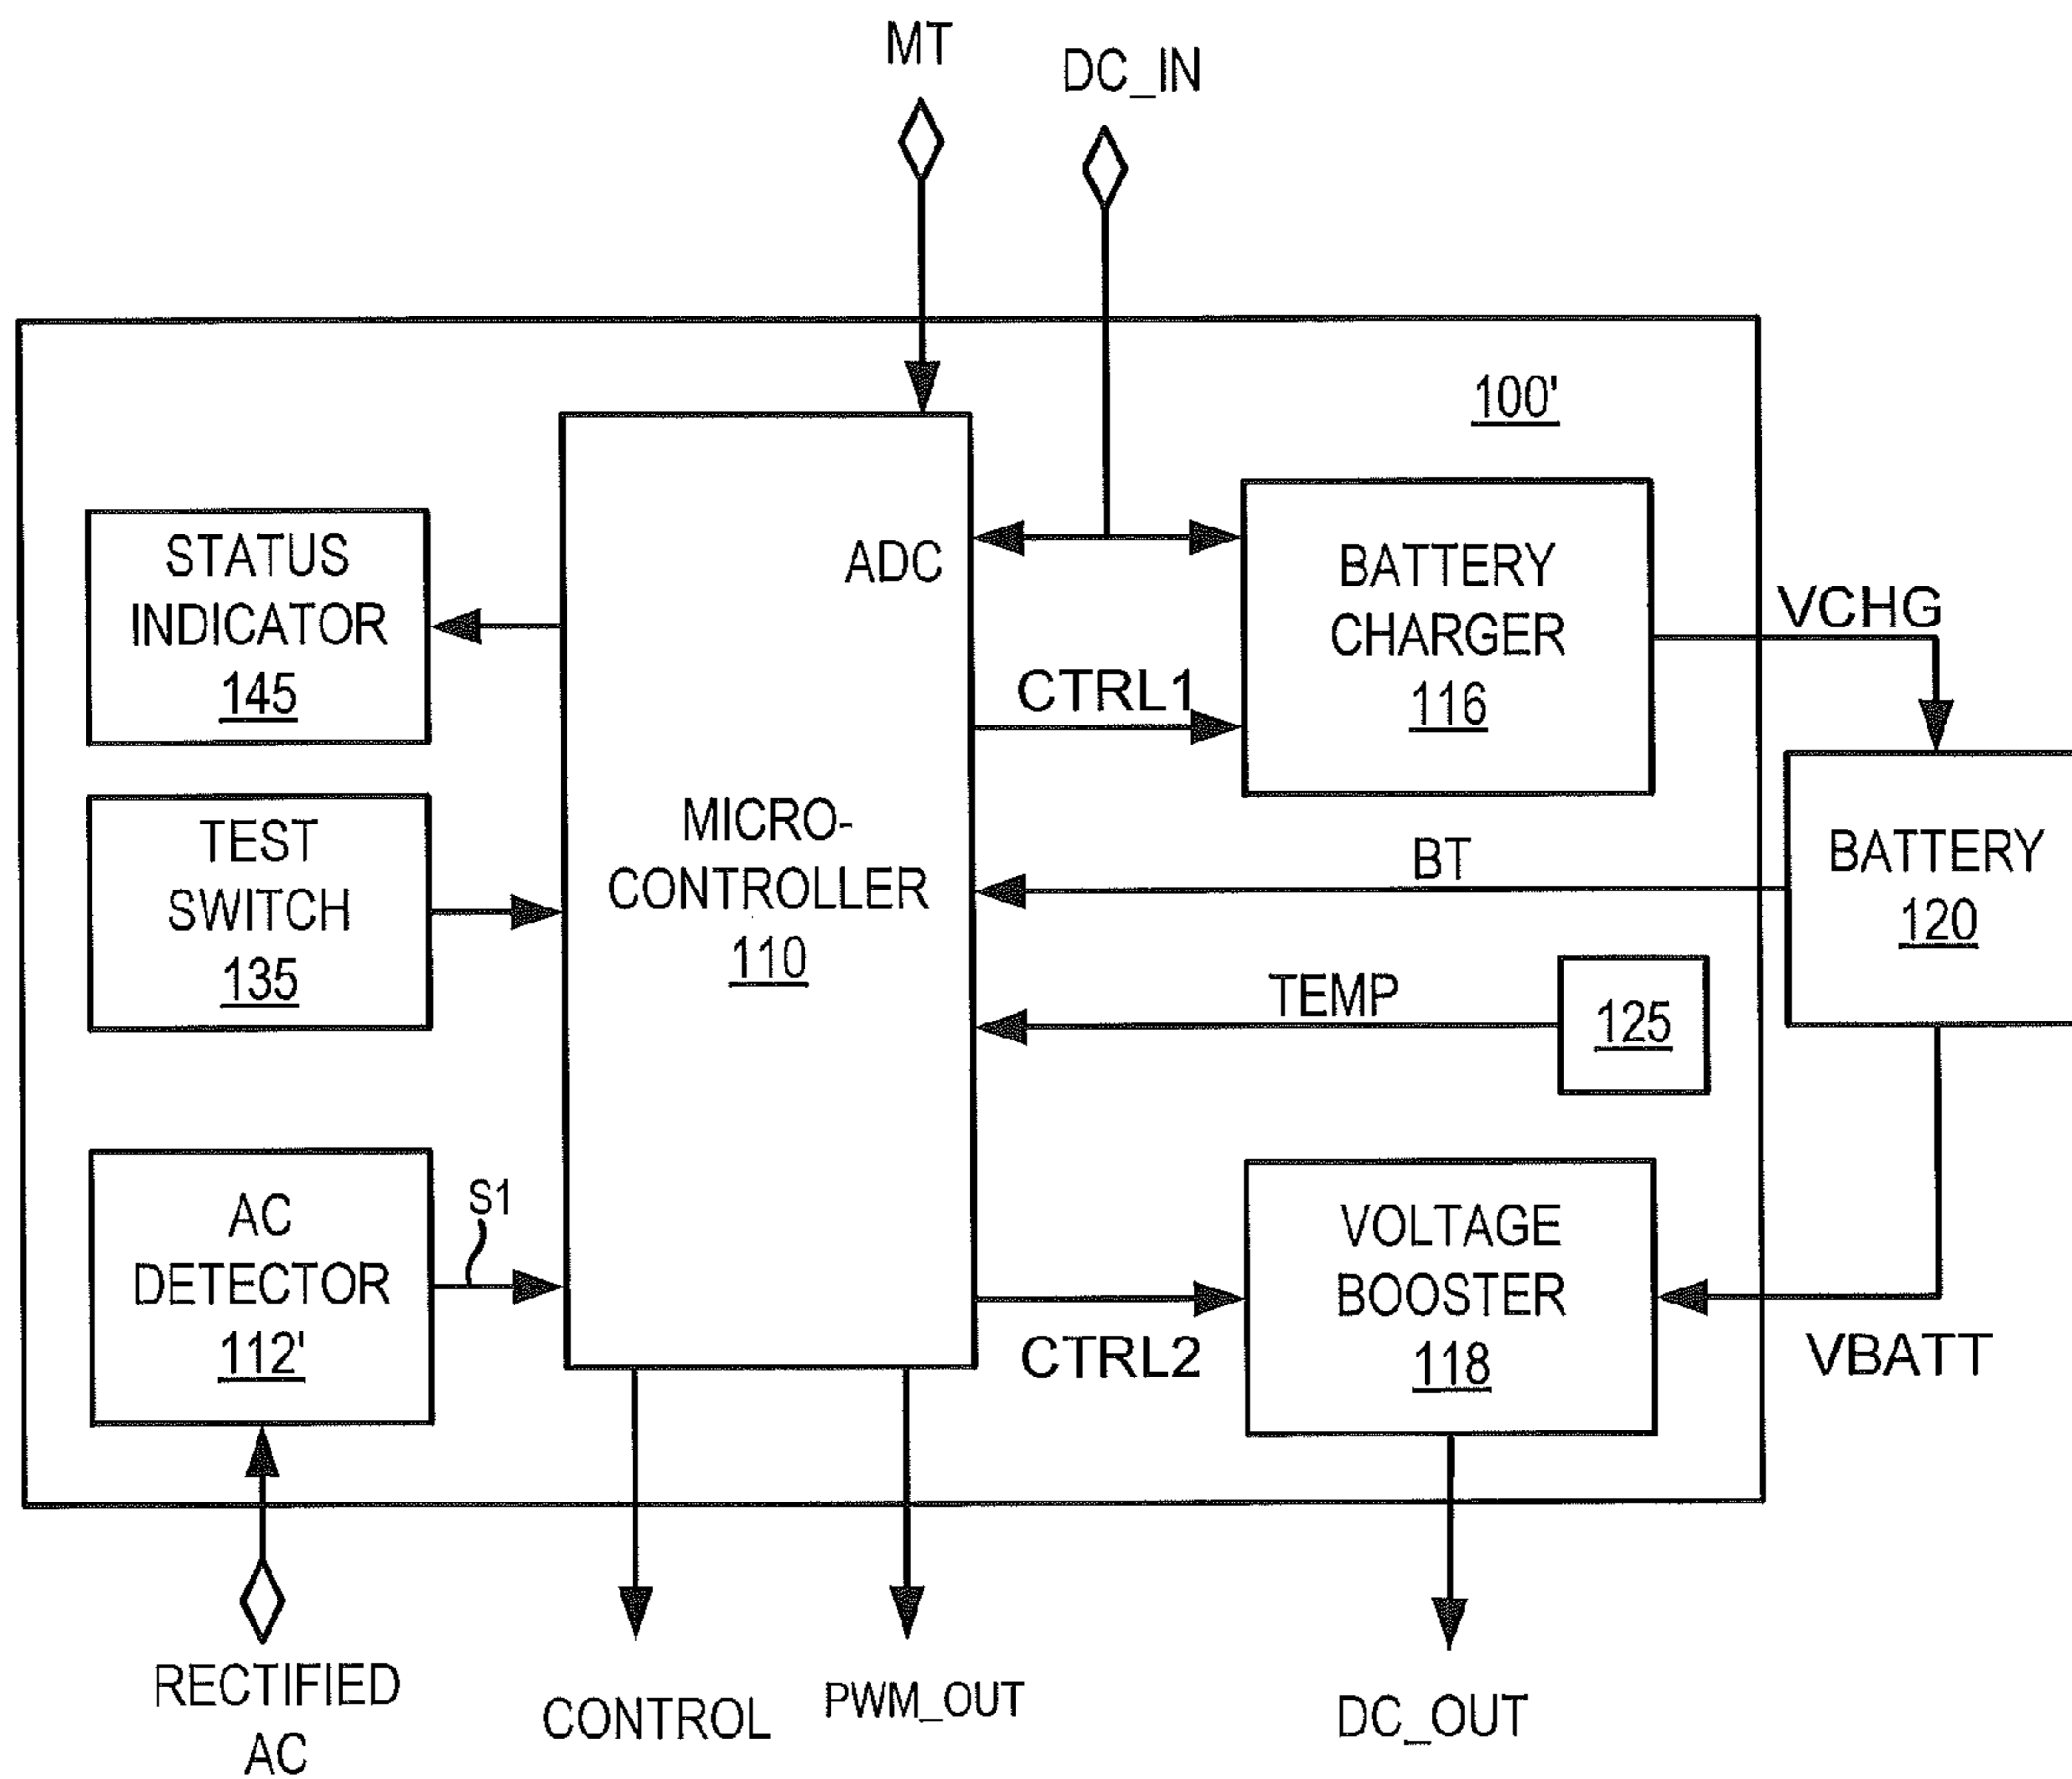 MT
DC_IN
100'
STATUS
INDICATOR
145
ADC
BATTERY
CHARGER
116
VCHG
CTRL1
TEST
SWITCH
135
MICRO-
CONTROLLER
110
BT
BATTERY
120
TEMP
125
AC
DETECTOR
112'
S1
CTRL2
VOLTAGE
BOOSTER
118
VBATT
RECTIFIED
AC
CONTROL
PWM_OUT
DC_OUT